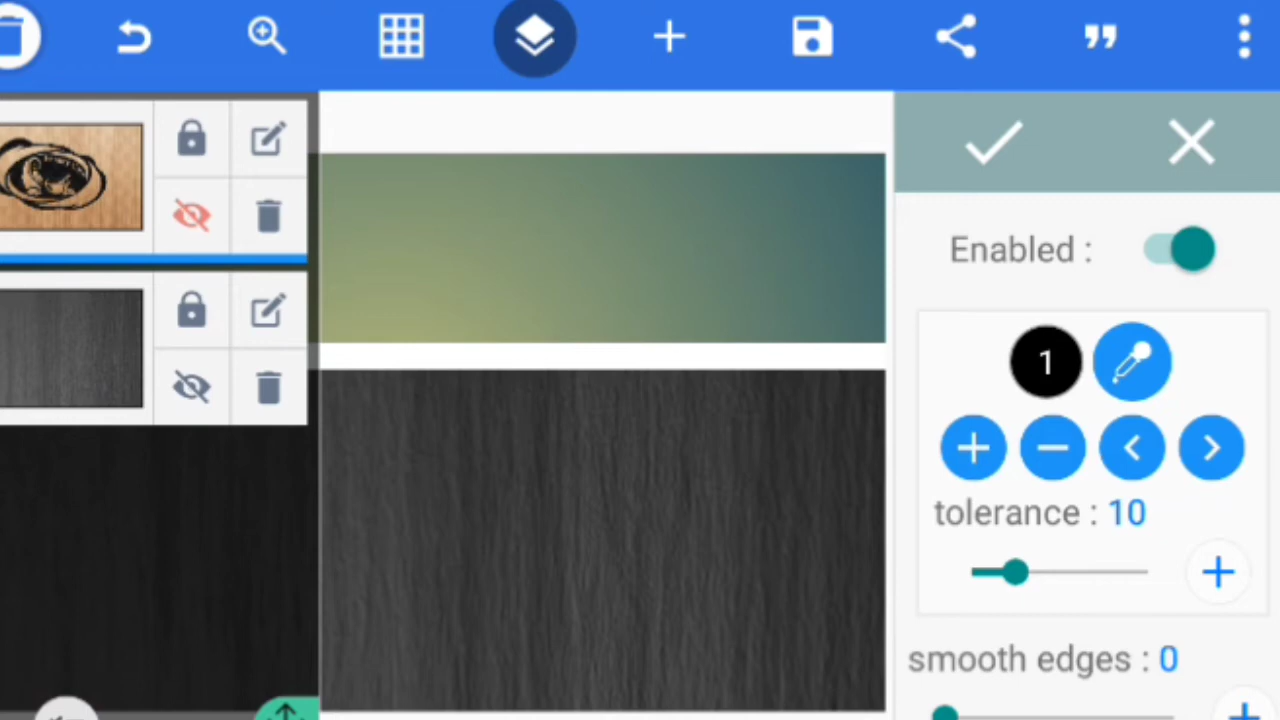 Enabled :
1
tolerance : 10
smooth edges : 0